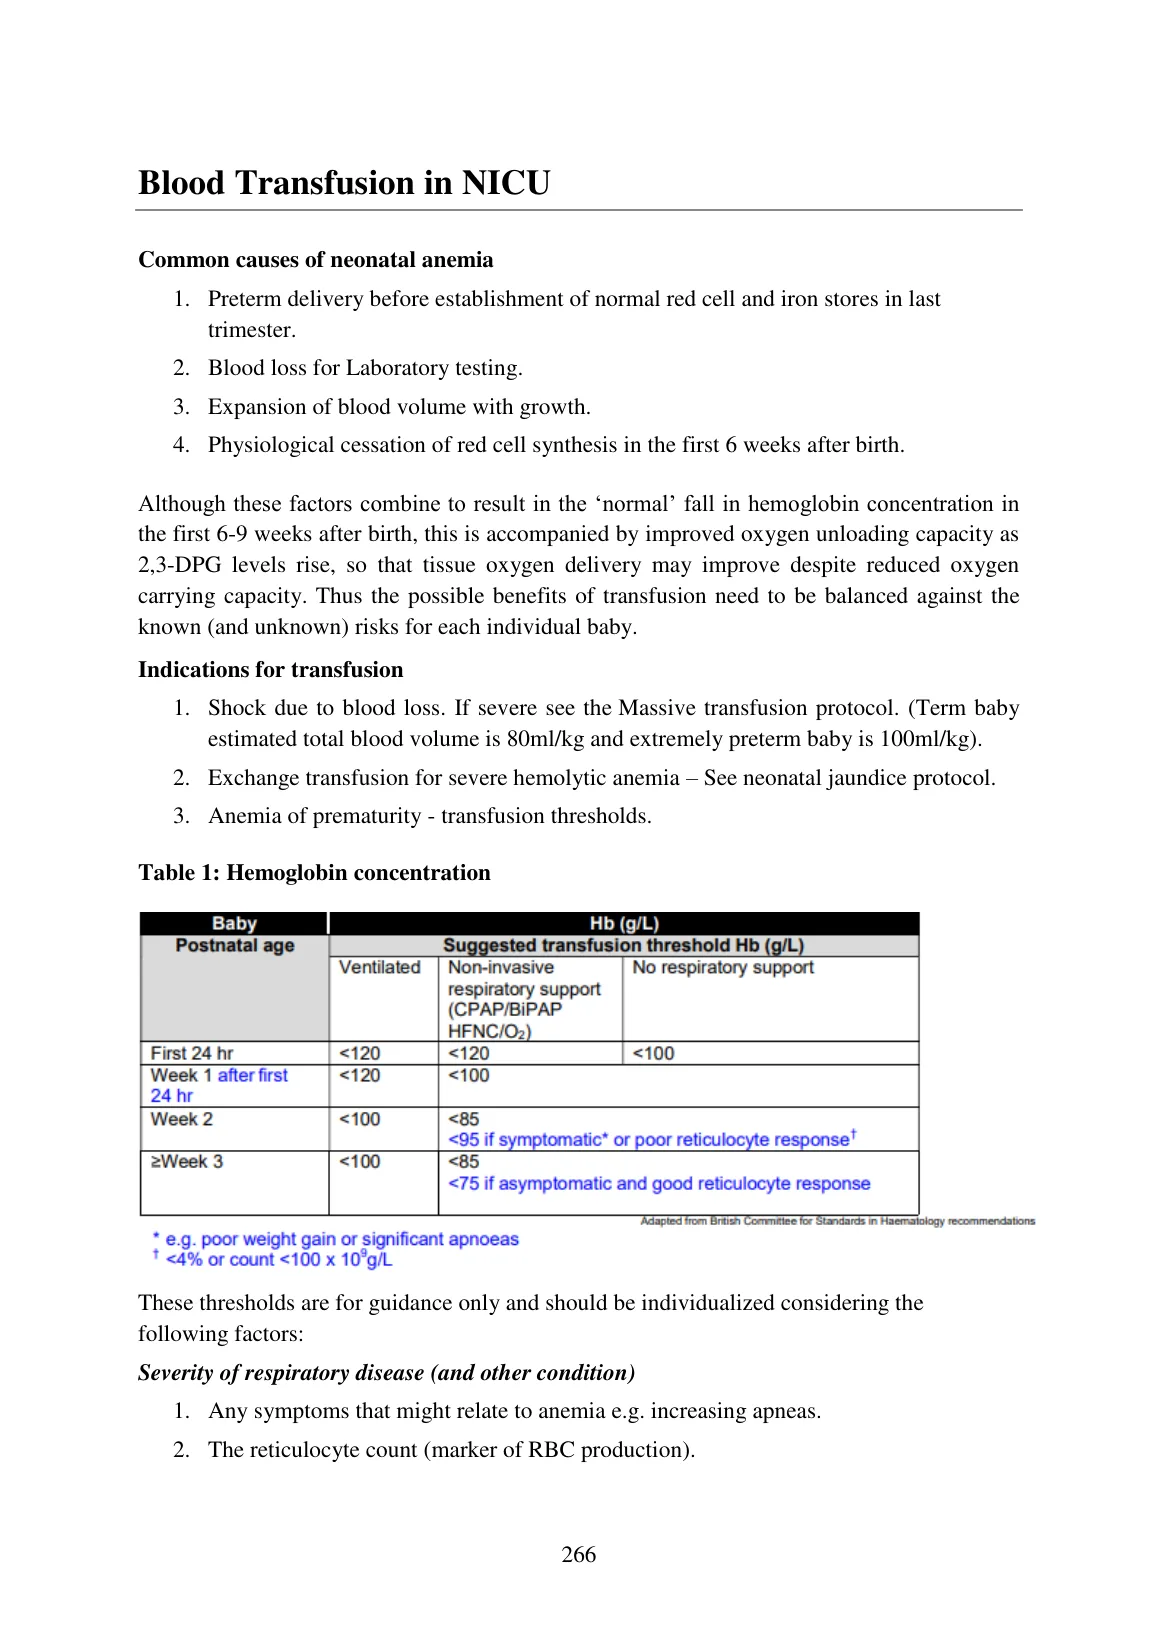 Blood Transfusion in NICU
Common causes of neonatal anemia
1. Preterm delivery before establishment of normal red cell and iron stores in last
trimester.
2. Blood loss for Laboratory testing.
3. Expansion of blood volume with growth.
4. Physiological cessation of red cell synthesis in the first 6 weeks after birth.
Although these factors combine to result in the ‘normal’ fall in hemoglobin concentration in
the first 6-9 weeks after birth, this is accompanied by improved oxygen unloading capacity as
2,3-DPG levels rise, so that tissue oxygen delivery may improve despite reduced oxygen
carrying capacity. Thus the possible benefits of transfusion need to be balanced against the
known (and unknown) risks for each individual baby.
Indications for transfusion
1. Shock due to blood loss. If severe see the Massive transfusion protocol. (Term baby
estimated total blood volume is 80ml/kg and extremely preterm baby is 100ml/kg).
2. Exchange transfusion for severe hemolytic anemia – See neonatal jaundice protocol.
3. Anemia of prematurity - transfusion thresholds.
Table 1: Hemoglobin concentration
Baby Hb (g/L)
Postnatal age Suggested transfusion threshold Hb (g/L)
Ventilated Non-invasive No respiratory support
respiratory support
(CPAP/BiPAP
HFNC/O₂)
First 24 hr <120 <120 <100
Week 1 after first <120 <100
24 hr
Week 2 <100 <85
<95 if symptomatic* or poor reticulocyte response†
≥Week 3 <100 <85
<75 if asymptomatic and good reticulocyte response
Adapted from British Committee for Standards in Haematology recommendations
* e.g. poor weight gain or significant apnoeas
† <4% or count <100 x 10⁹g/L
These thresholds are for guidance only and should be individualized considering the
following factors:
Severity of respiratory disease (and other condition)
1. Any symptoms that might relate to anemia e.g. increasing apneas.
2. The reticulocyte count (marker of RBC production).
266